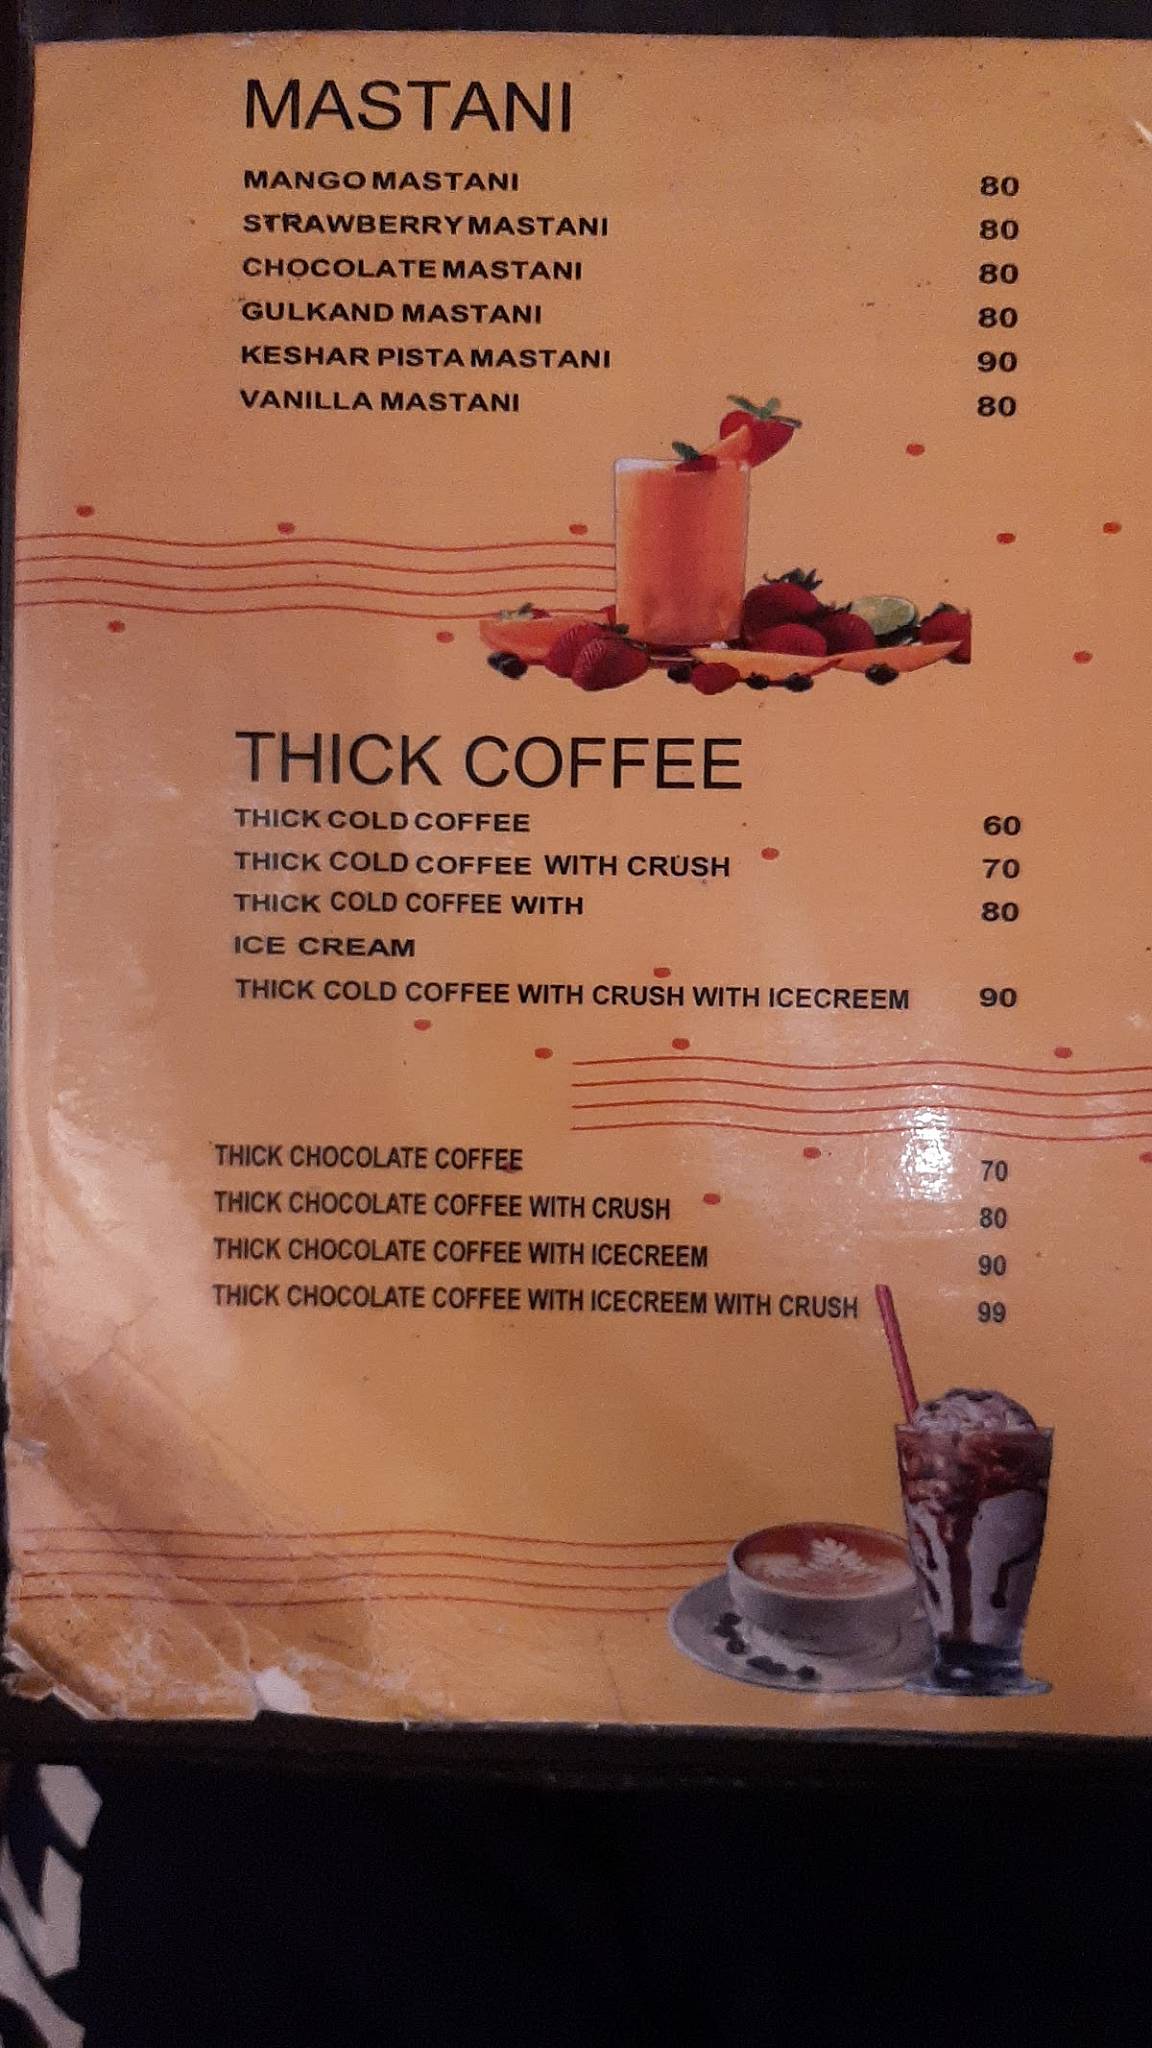 MASTANI
MANGO MASTANI 80
STRAWBERRY MASTANI 80
CHOCOLATE MASTANI 80
GULKAND MASTANI 80
KESHAR PISTA MASTANI 90
VANILLA MASTANI 80
THICK COFFEE
THICK COLD COFFEE 60
THICK COLD COFFEE WITH CRUSH 70
THICK COLD COFFEE WITH 80
ICE CREAM
THICK COLD COFFEE WITH CRUSH WITH ICECREEM 90
THICK CHOCOLATE COFFEE 70
THICK CHOCOLATE COFFEE WITH CRUSH 80
THICK CHOCOLATE COFFEE WITH ICECREEM 90
THICK CHOCOLATE COFFEE WITH ICECREEM WITH CRUSH 99